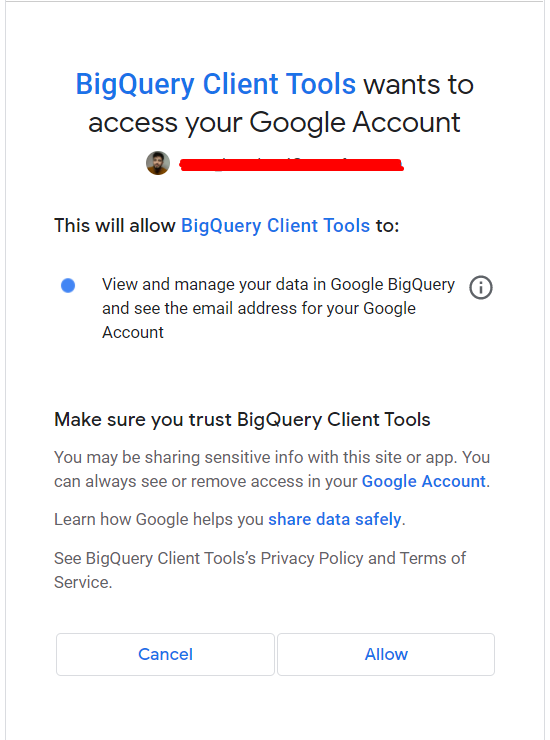 BigQuery Client Tools wants to
access your Google Account
This will allow BigQuery Client Tools to:
View and manage your data in Google BigQuery
and see the email address for your Google
Account
Make sure you trust BigQuery Client Tools
You may be sharing sensitive info with this site or app. You
can always see or remove access in your Google Account.
Learn how Google helps you share data safely.
See BigQuery Client Tools’s Privacy Policy and Terms of
Service.
Cancel
Allow